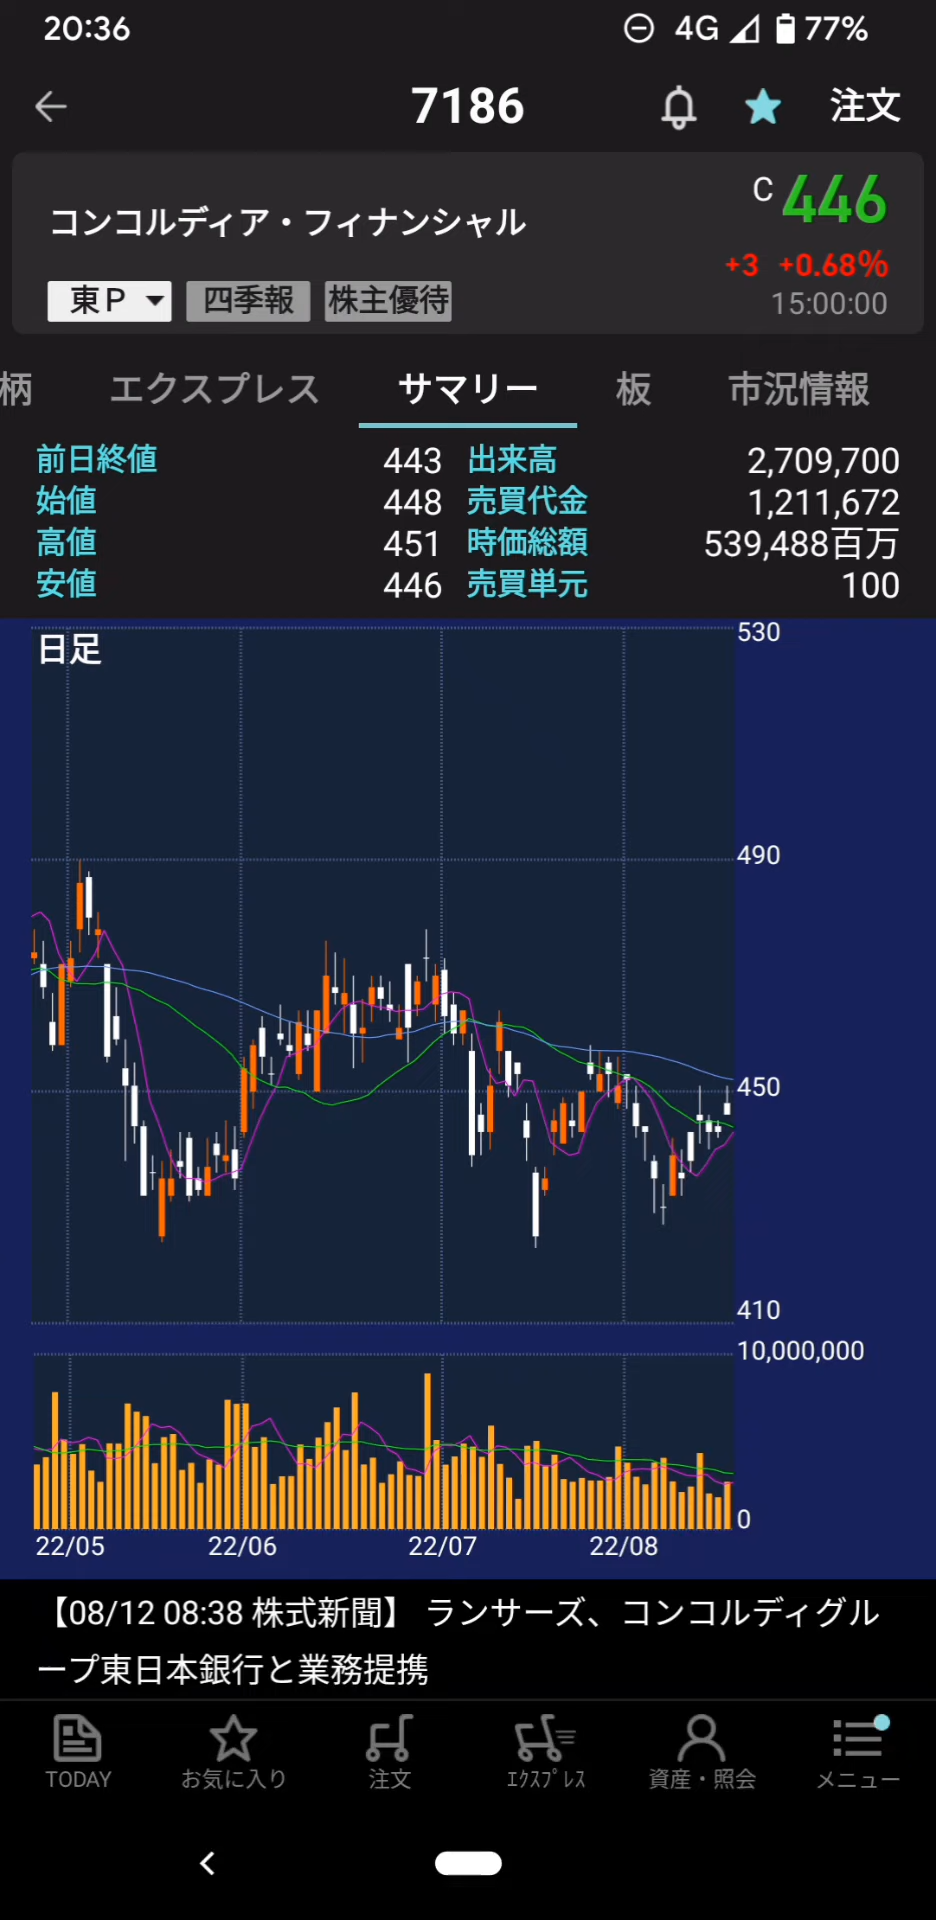 20:36 4G 77%
7186 注文
コンコルディア・フィナンシャル
C 446
+3 +0.68%
東P 四季報 株主優待 15:00:00
柄 エクスプレス サマリー 板 市況情報
前日終値 443 出来高 2,709,700
始値 448 売買代金 1,211,672
高値 451 時価総額 539,488百万
安値 446 売買単元 100
日足
530
490
450
410
10,000,000
0
22/05 22/06 22/07 22/08
【08/12 08:38 株式新聞】 ランサーズ、コンコルディグル
ープ東日本銀行と業務提携
TODAY お気に入り 注文 ｴｸｽﾌﾟﾚｽ 資産・照会 メニュー